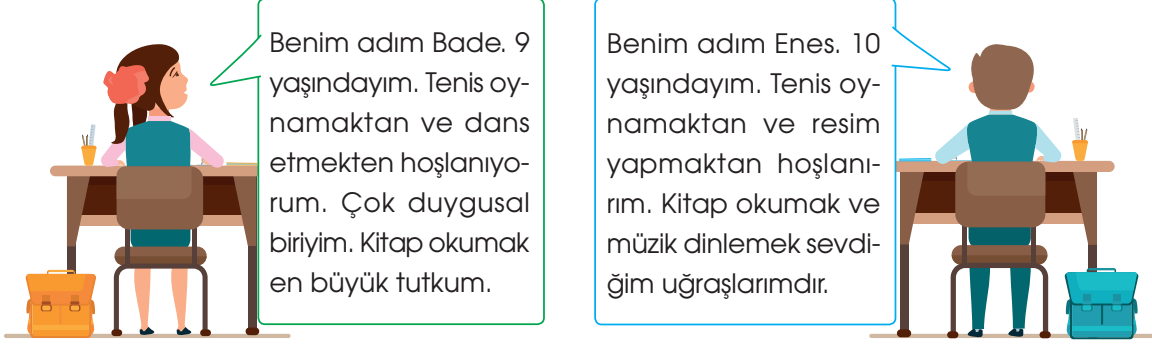 Benim adım Bade. 9
yaşındayım. Tenis oy-
namaktan ve dans
etmekten hoşlanıyo-
rum. Çok duygusal
biriyim. Kitap okumak
en büyük tutkum.
Benim adım Enes. 10
yaşındayım. Tenis oy-
namaktan ve resim
yapmaktan hoşlanı-
rım. Kitap okumak ve
müzik dinlemek sevdi-
ğim uğraşlarımdır.